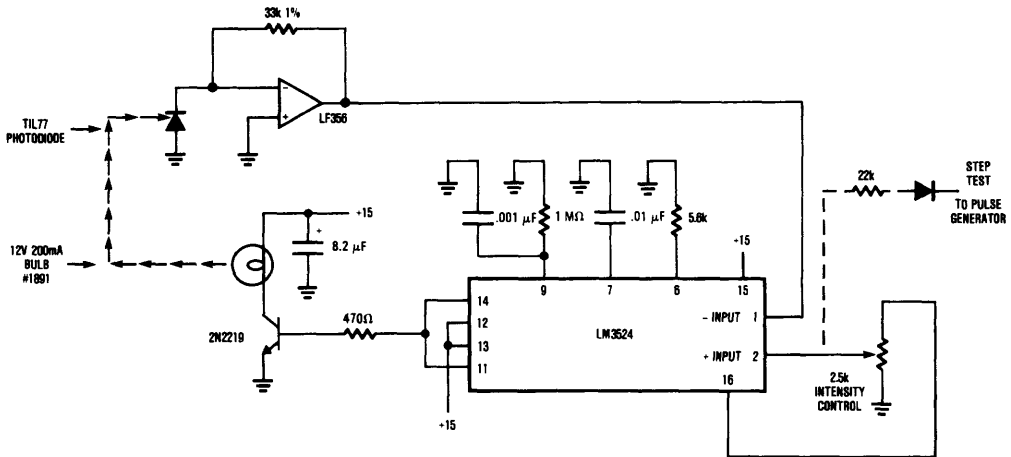 33k 1%
−
+
LF356
TIL77
PHOTODIODE
12V 200mA
BULB
#1891
+15
+
8.2 µF
2N2219
470Ω
.001 µF
1 MΩ
.01 µF
5.6k
+15
9
7
6
15
14
12
13
11
LM3524
− INPUT 1
+ INPUT 2
16
+15
22k
STEP
TEST
TO PULSE
GENERATOR
2.5k
INTENSITY
CONTROL